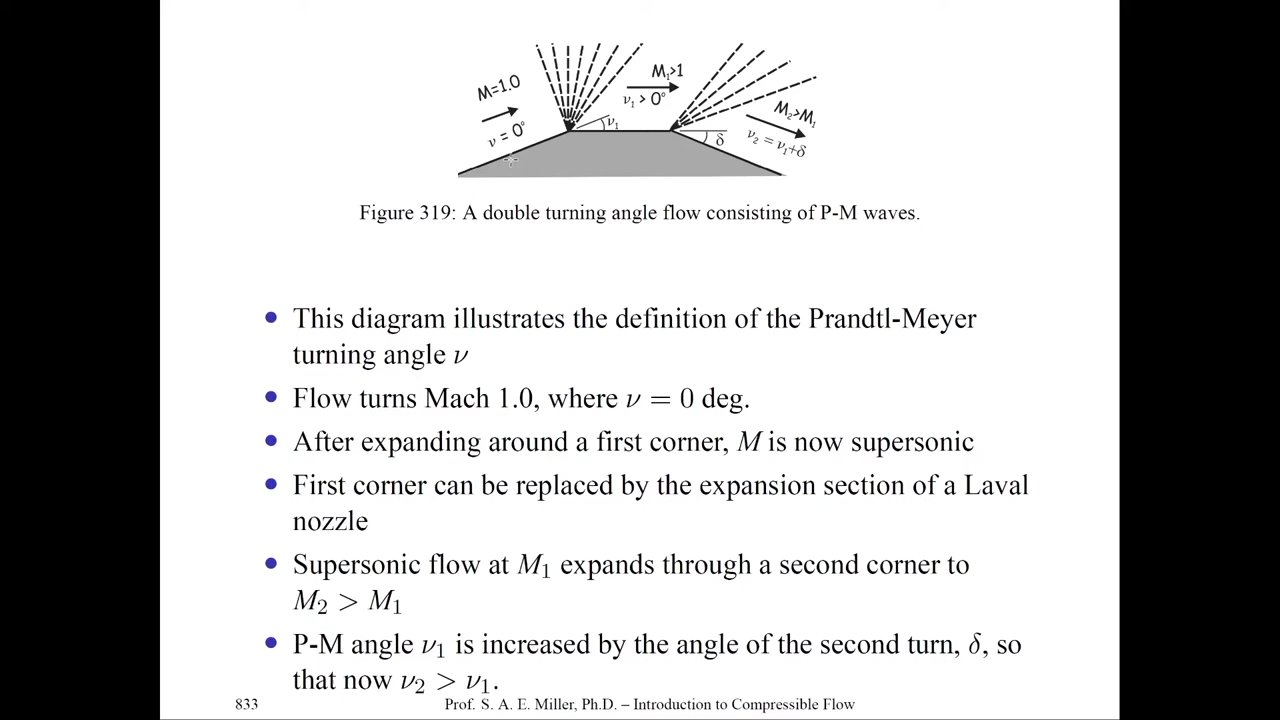 M=1.0
ν = 0°
ν₁
M₁>1
ν₁ > 0°
δ
M₂>M₁
ν₂ = ν₁+δ
Figure 319: A double turning angle flow consisting of P-M waves.
This diagram illustrates the definition of the Prandtl-Meyer
turning angle ν
Flow turns Mach 1.0, where ν = 0 deg.
After expanding around a first corner, M is now supersonic
First corner can be replaced by the expansion section of a Laval
nozzle
Supersonic flow at M₁ expands through a second corner to
M₂ > M₁
P-M angle ν₁ is increased by the angle of the second turn, δ, so
that now ν₂ > ν₁.
833 Prof. S. A. E. Miller, Ph.D. – Introduction to Compressible Flow